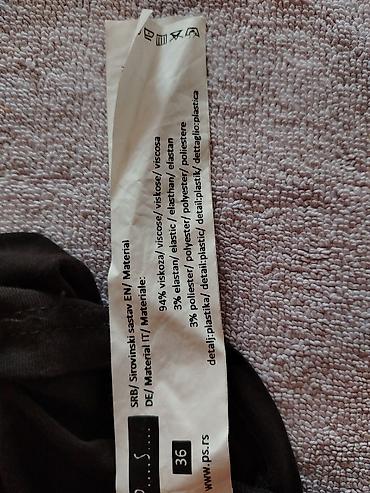 SRB/ Sirovinski sastav EN/ Material
DE/ Material IT/ Materiale:
94% viskoza/ viscose/ viskose/ viscosa
3% elastan/ elastic / elasthan/ elastan
3% poliester/ polyester/ polyester/ poliestere
detalj:plastika/ detail:plastic/ detail:plastik/ dettaglio:plastica
36
www.ps.rs